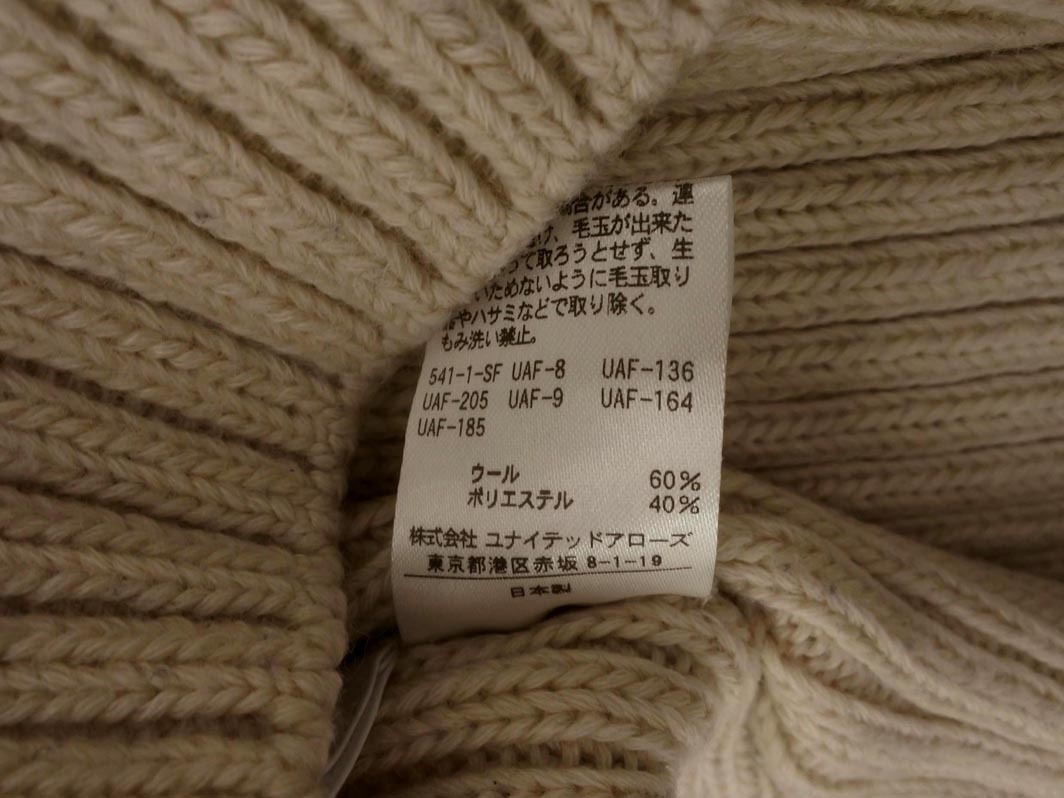 場合がある。連
毛玉が出来た
って取ろうとせず、生
いためないように毛玉取り
器やハサミなどで取り除く。
もみ洗い禁止。
541-1-SF UAF-8 UAF-136
UAF-205 UAF-9 UAF-164
UAF-185
ウール 60%
ポリエステル 40%
株式会社 ユナイテッドアローズ
東京都港区赤坂 8-1-19
日本製